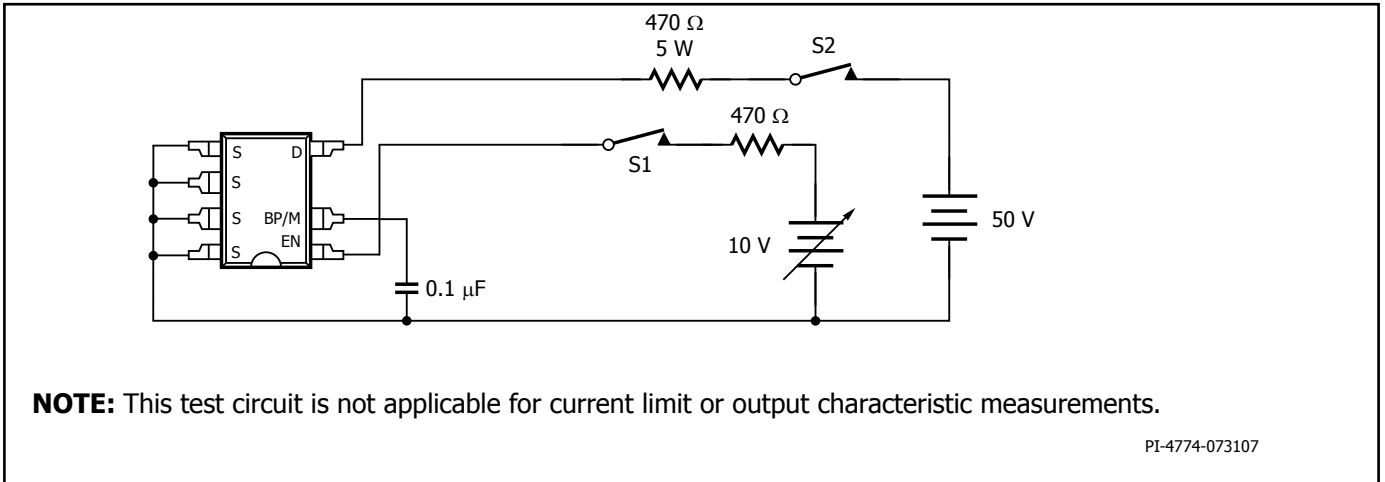 470 Ω
5 W
S2
470 Ω
S1
S D
S
S BP/M
EN
S
10 V
50 V
0.1 μF
NOTE: This test circuit is not applicable for current limit or output characteristic measurements.
PI-4774-073107